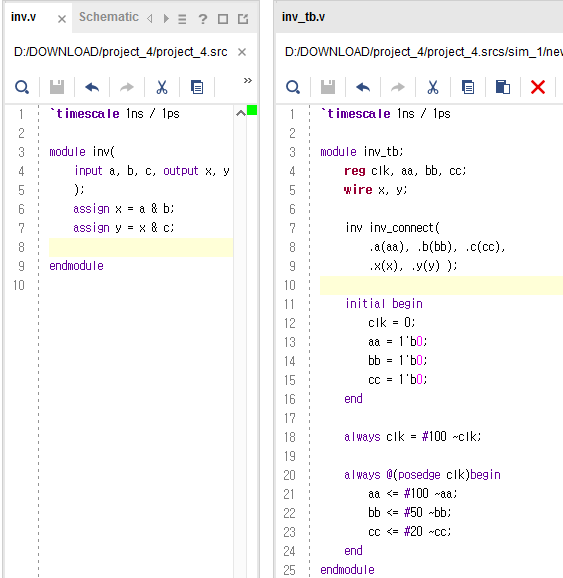 inv.v
Schematic
D:/DOWNLOAD/project_4/project_4.src
1 `timescale 1ns / 1ps
2
3 module inv(
4 input a, b, c, output x, y
5 );
6 assign x = a & b;
7 assign y = x & c;
8
9 endmodule
10
inv_tb.v
D:/DOWNLOAD/project_4/project_4.srcs/sim_1/new
1 `timescale 1ns / 1ps
2
3 module inv_tb;
4 reg clk, aa, bb, cc;
5 wire x, y;
6
7 inv inv_connect(
8 .a(aa), .b(bb), .c(cc),
9 .x(x), .y(y) );
10
11 initial begin
12 clk = 0;
13 aa = 1'b0;
14 bb = 1'b0;
15 cc = 1'b0;
16 end
17
18 always clk = #100 ~clk;
19
20 always @(posedge clk)begin
21 aa <= #100 ~aa;
22 bb <= #50 ~bb;
23 cc <= #20 ~cc;
24 end
25 endmodule